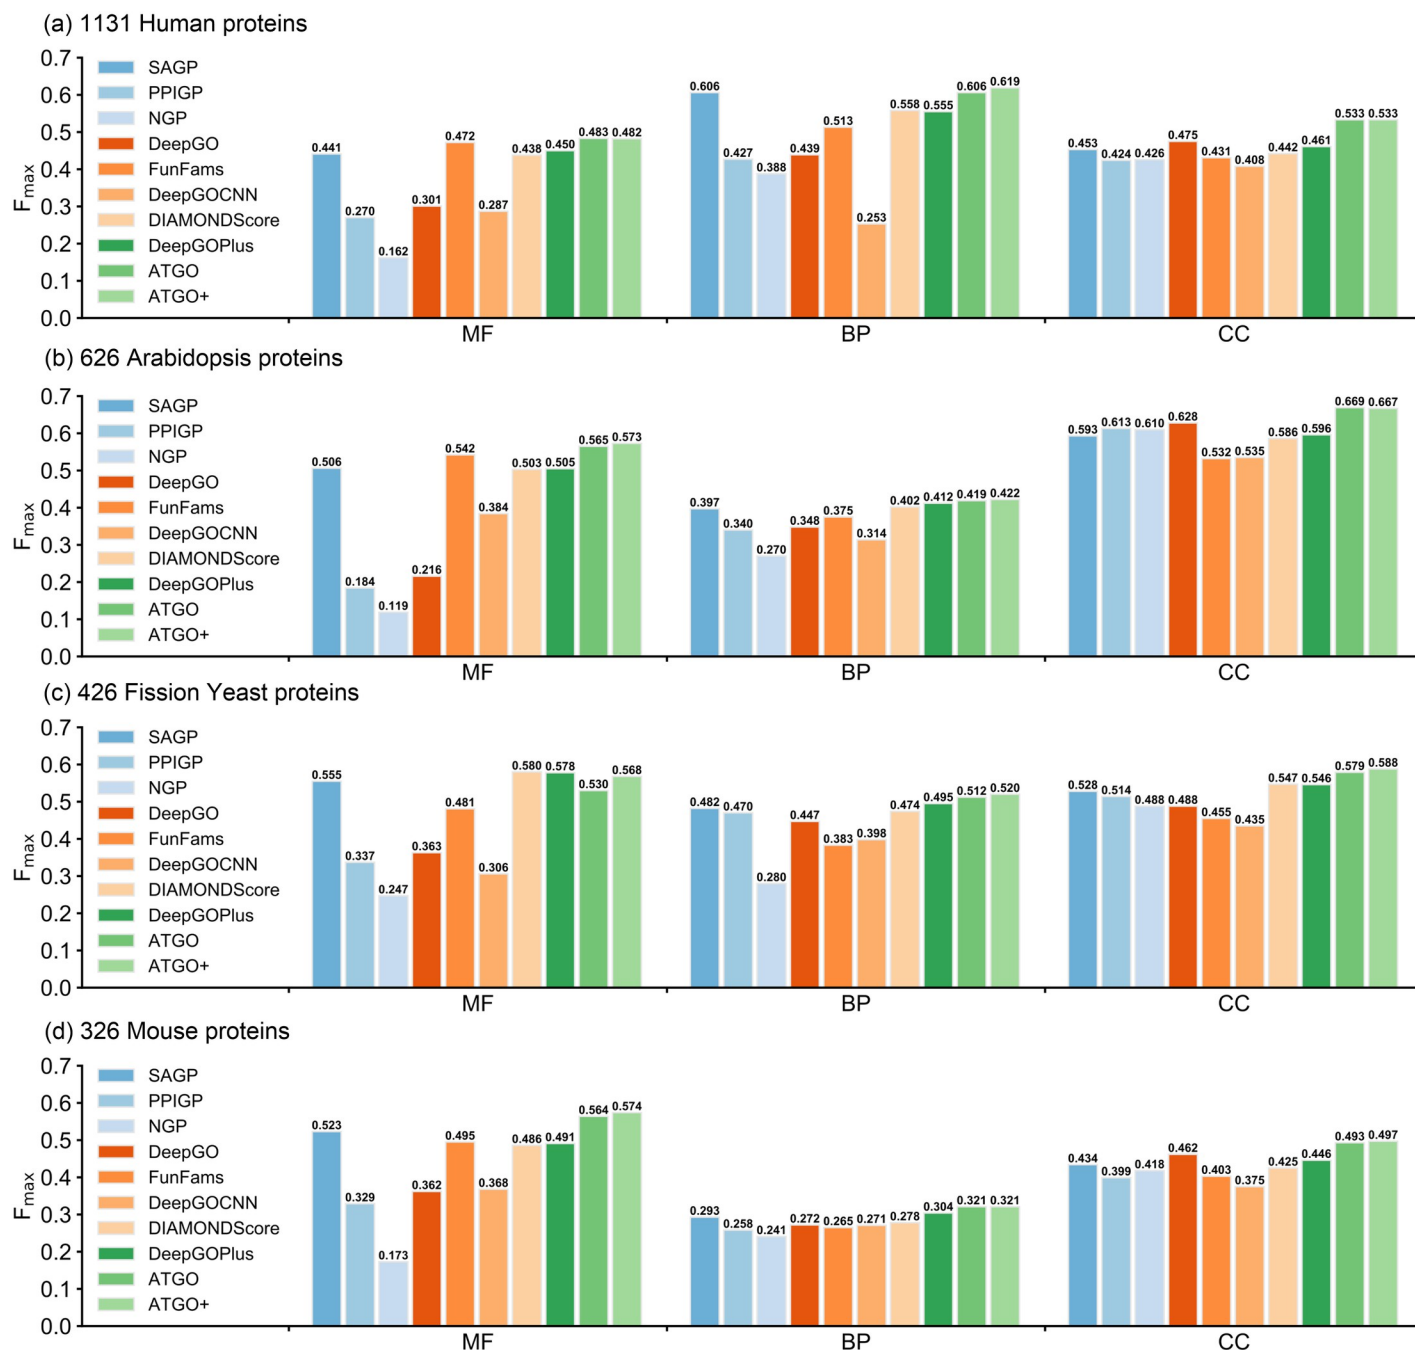 (a) 1131 Human proteins
0.7
0.6
0.5
0.4
0.3
0.2
0.1
0.0
Fmax
SAGP
PPIGP
NGP
DeepGO
FunFams
DeepGOCNN
DIAMONDScore
DeepGOPlus
ATGO
ATGO+
0.441 0.270 0.162 0.301 0.472 0.287 0.438 0.450 0.483 0.482
0.606 0.427 0.388 0.439 0.513 0.253 0.558 0.555 0.606 0.619
0.453 0.424 0.426 0.475 0.431 0.408 0.442 0.461 0.533 0.533
MF BP CC
(b) 626 Arabidopsis proteins
0.7
0.6
0.5
0.4
0.3
0.2
0.1
0.0
Fmax
SAGP
PPIGP
NGP
DeepGO
FunFams
DeepGOCNN
DIAMONDScore
DeepGOPlus
ATGO
ATGO+
0.506 0.184 0.119 0.216 0.542 0.384 0.503 0.505 0.565 0.573
0.397 0.340 0.270 0.348 0.375 0.314 0.402 0.412 0.419 0.422
0.593 0.613 0.610 0.628 0.532 0.535 0.586 0.596 0.669 0.667
MF BP CC
(c) 426 Fission Yeast proteins
0.7
0.6
0.5
0.4
0.3
0.2
0.1
0.0
Fmax
SAGP
PPIGP
NGP
DeepGO
FunFams
DeepGOCNN
DIAMONDScore
DeepGOPlus
ATGO
ATGO+
0.555 0.337 0.247 0.363 0.481 0.306 0.580 0.578 0.530 0.568
0.482 0.470 0.280 0.447 0.383 0.398 0.474 0.495 0.512 0.520
0.528 0.514 0.488 0.488 0.455 0.435 0.547 0.546 0.579 0.588
MF BP CC
(d) 326 Mouse proteins
0.7
0.6
0.5
0.4
0.3
0.2
0.1
0.0
Fmax
SAGP
PPIGP
NGP
DeepGO
FunFams
DeepGOCNN
DIAMONDScore
DeepGOPlus
ATGO
ATGO+
0.523 0.329 0.173 0.362 0.495 0.368 0.486 0.491 0.564 0.574
0.293 0.258 0.241 0.272 0.265 0.271 0.278 0.304 0.321 0.321
0.434 0.399 0.418 0.462 0.403 0.375 0.425 0.446 0.493 0.497
MF BP CC